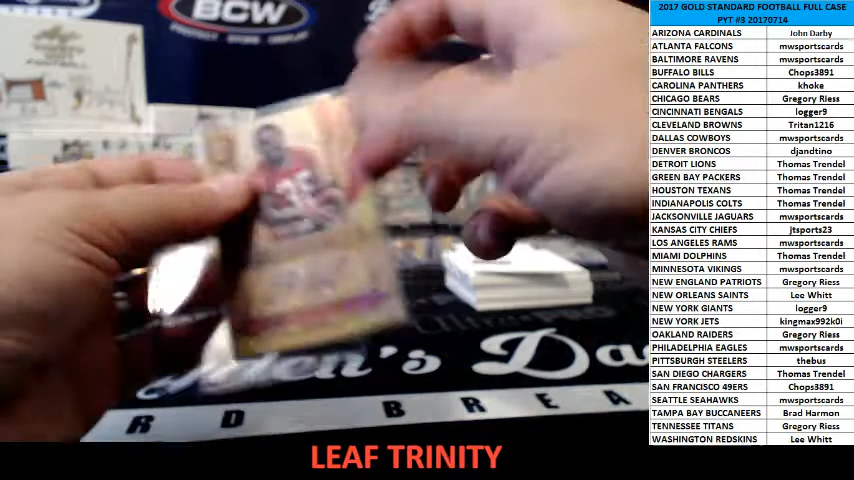 2017 GOLD STANDARD FOOTBALL FULL CASE
PYT #3 20170714
ARIZONA CARDINALS John Darby
ATLANTA FALCONS mwsportscards
BALTIMORE RAVENS mwsportscards
BUFFALO BILLS Chops3891
CAROLINA PANTHERS khoke
CHICAGO BEARS Gregory Riess
CINCINNATI BENGALS logger9
CLEVELAND BROWNS Tritan1216
DALLAS COWBOYS mwsportscards
DENVER BRONCOS djandtino
DETROIT LIONS Thomas Trendel
GREEN BAY PACKERS Thomas Trendel
HOUSTON TEXANS Thomas Trendel
INDIANAPOLIS COLTS Thomas Trendel
JACKSONVILLE JAGUARS mwsportscards
KANSAS CITY CHIEFS jtsports23
LOS ANGELES RAMS mwsportscards
MIAMI DOLPHINS Thomas Trendel
MINNESOTA VIKINGS mwsportscards
NEW ENGLAND PATRIOTS Gregory Riess
NEW ORLEANS SAINTS Lee Whitt
NEW YORK GIANTS logger9
NEW YORK JETS kingmax992k0i
OAKLAND RAIDERS Gregory Riess
PHILADELPHIA EAGLES mwsportscards
PITTSBURGH STEELERS thebus
SAN DIEGO CHARGERS Thomas Trendel
SAN FRANCISCO 49ERS Chops3891
SEATTLE SEAHAWKS mwsportscards
TAMPA BAY BUCCANEERS Brad Harmon
TENNESSEE TITANS Gregory Riess
WASHINGTON REDSKINS Lee Whitt
BCW
PROTECT STORE DISPLAY
Da
R D B R E A
LEAF TRINITY